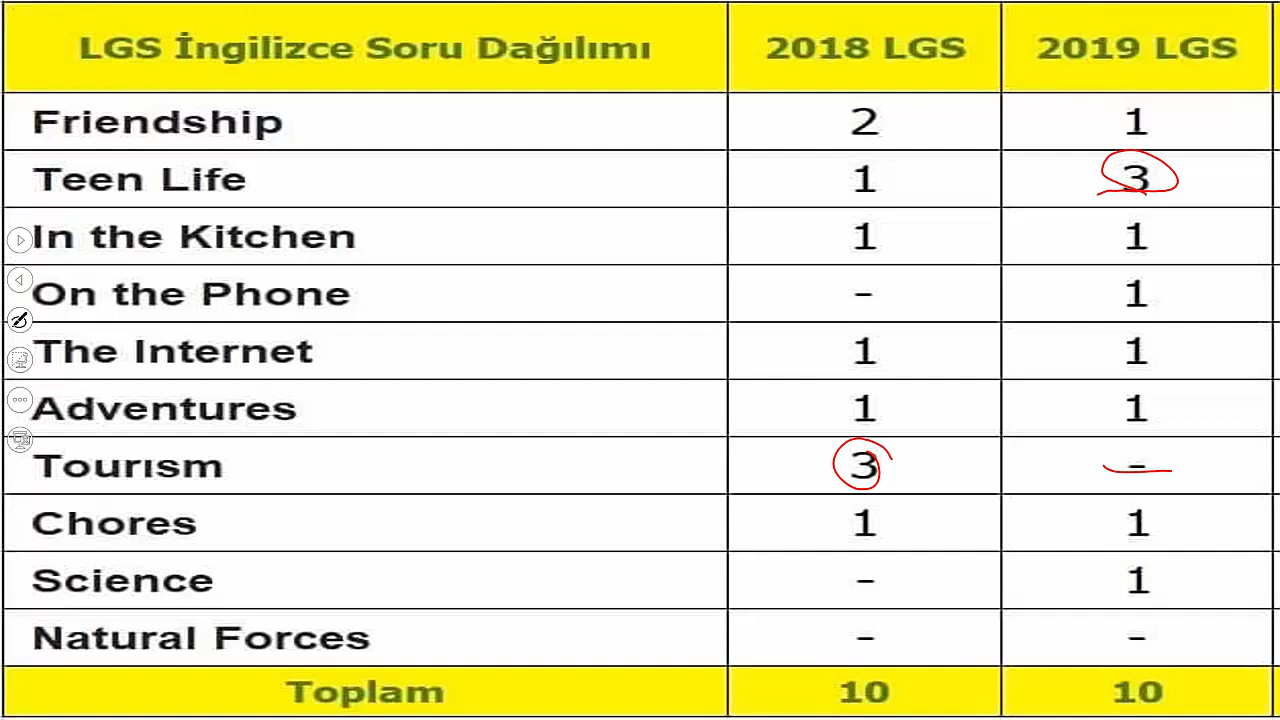 LGS İngilizce Soru Dağılımı 2018 LGS 2019 LGS
Friendship 2 1
Teen Life 1 3
In the Kitchen 1 1
On the Phone - 1
The Internet 1 1
Adventures 1 1
Tourısm 3 -
Chores 1 1
Science - 1
Natural Forces - -
Toplam 10 10